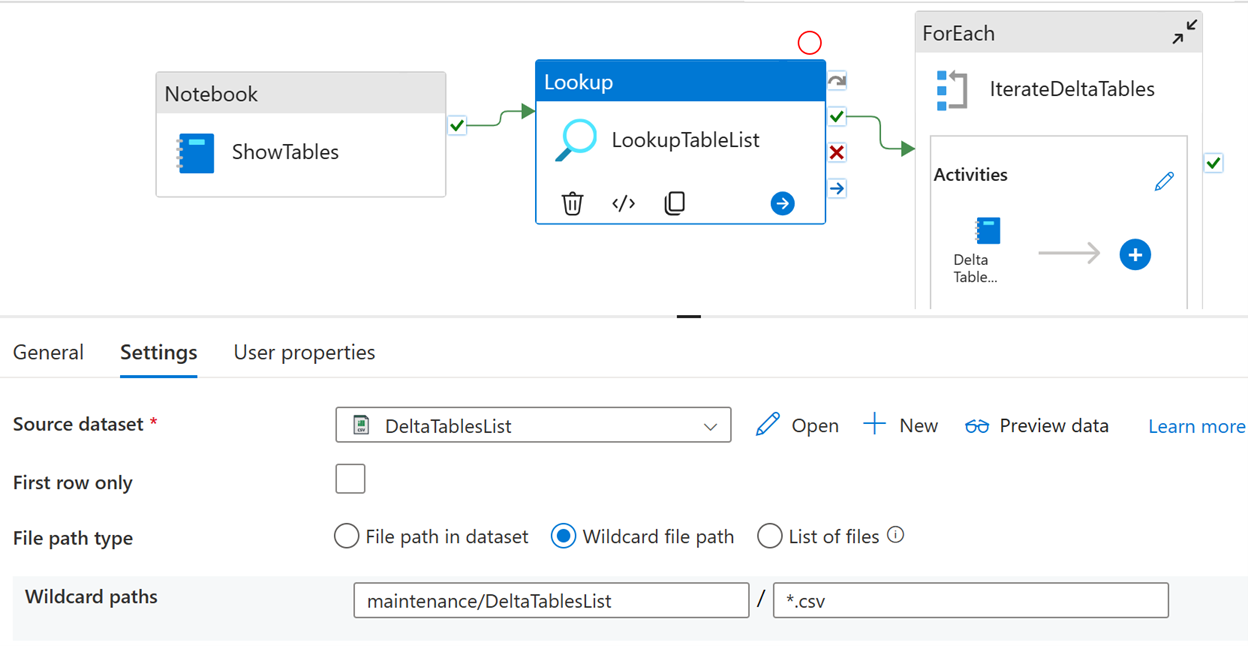 Notebook
ShowTables
Lookup
LookupTableList
</>
ForEach
IterateDeltaTables
Activities
Delta
Table...
General Settings User properties
Source dataset * DeltaTablesList Open New Preview data Learn more
First row only
File path type File path in dataset Wildcard file path List of files
Wildcard paths maintenance/DeltaTablesList / *.csv